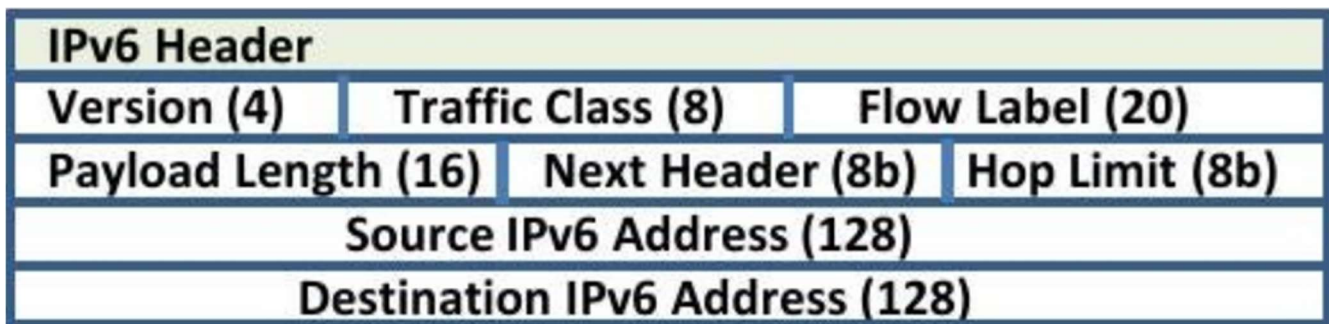 IPv6 Header
Version (4) Traffic Class (8) Flow Label (20)
Payload Length (16) Next Header (8b) Hop Limit (8b)
Source IPv6 Address (128)
Destination IPv6 Address (128)